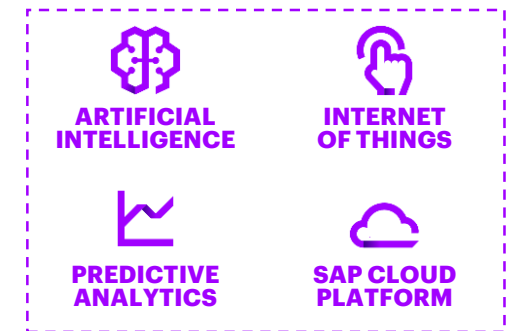 ARTIFICIAL
INTELLIGENCE
INTERNET
OF THINGS
PREDICTIVE
ANALYTICS
SAP CLOUD
PLATFORM